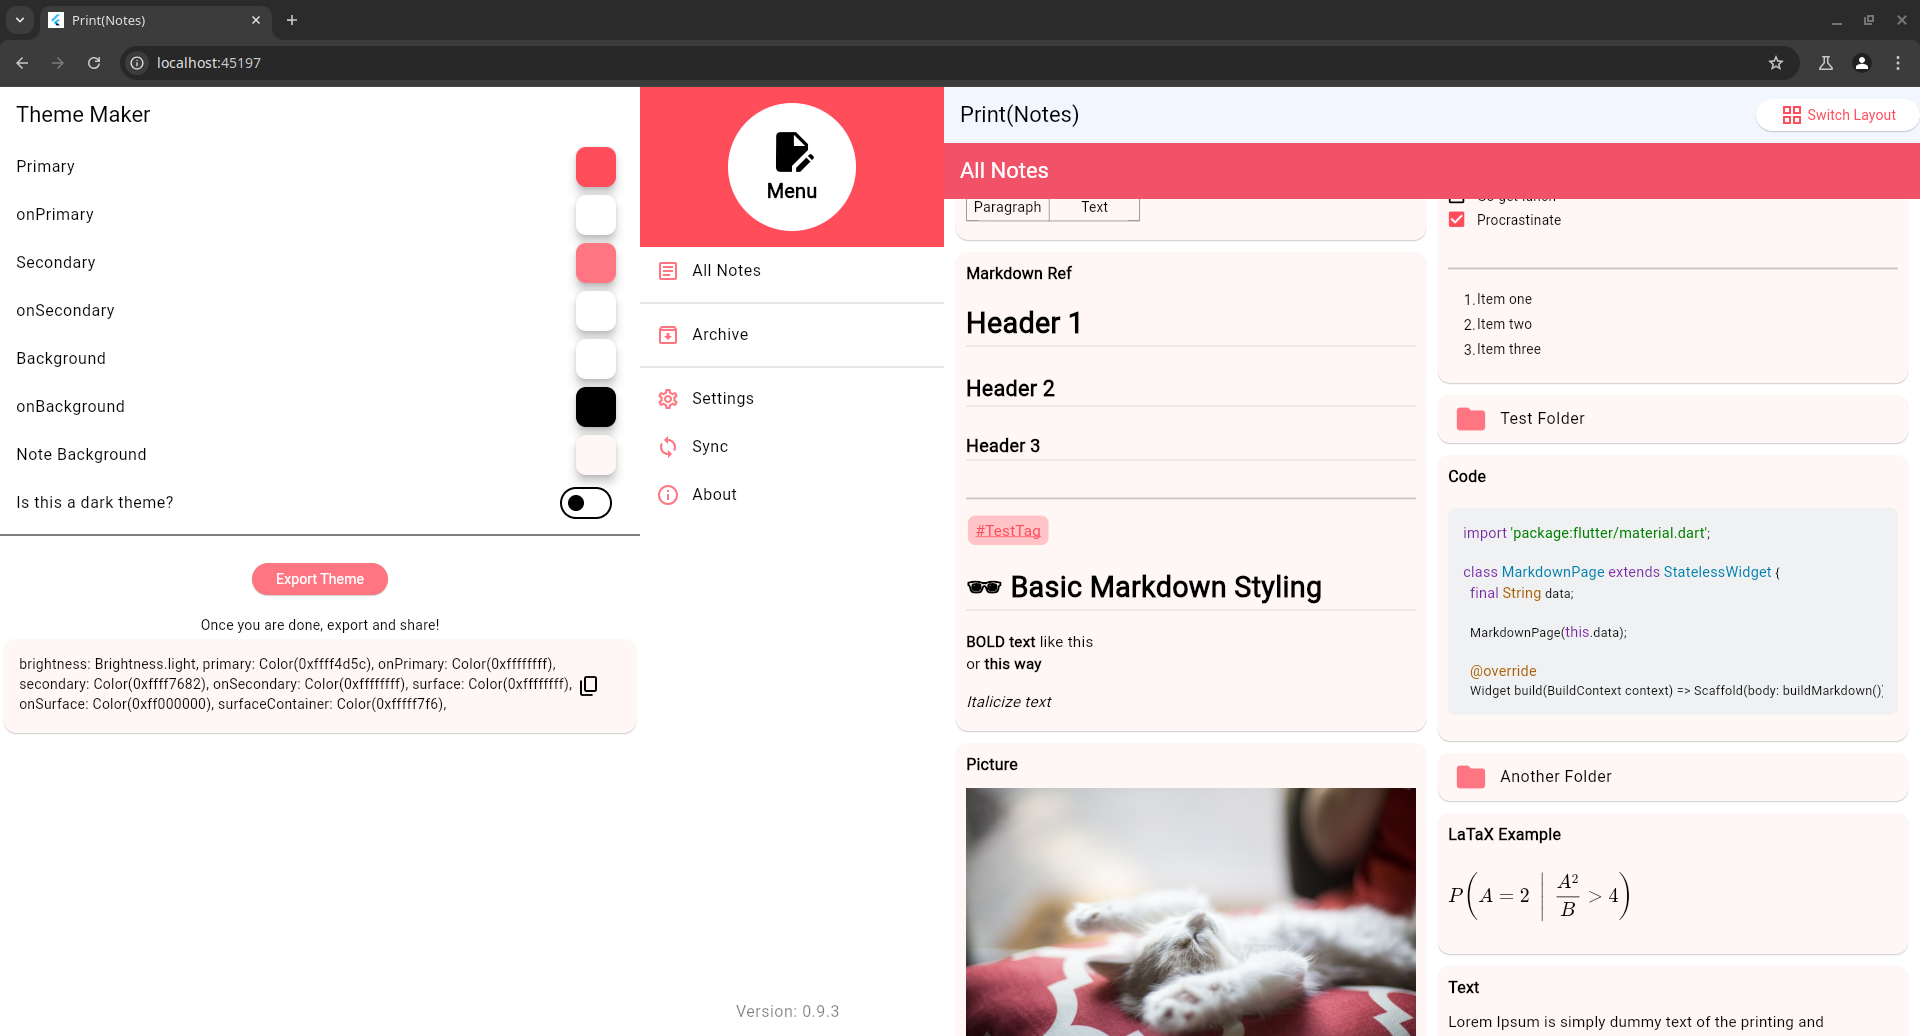 Print(Notes)
localhost:45197
Theme Maker
Primary
onPrimary
Secondary
onSecondary
Background
onBackground
Note Background
Is this a dark theme?
Export Theme
Once you are done, export and share!
brightness: Brightness.light, primary: Color(0xffff4d5c), onPrimary: Color(0xffffffff),
secondary: Color(0xffff7682), onSecondary: Color(0xffffffff), surface: Color(0xffffffff),
onSurface: Color(0xff000000), surfaceContainer: Color(0xfffff7f6),
Menu
All Notes
Archive
Settings
Sync
About
Version: 0.9.3
Print(Notes)
Switch Layout
All Notes
Paragraph Text
Markdown Ref
Header 1
Header 2
Header 3
#TestTag
🕶 Basic Markdown Styling
BOLD text like this
or this way
Italicize text
Picture
Go get lunch
Procrastinate
1. Item one
2. Item two
3. Item three
Test Folder
Code
import 'package:flutter/material.dart';
class MarkdownPage extends StatelessWidget {
final String data;
MarkdownPage(this.data);
@override
Widget build(BuildContext context) => Scaffold(body: buildMarkdown()
Another Folder
LaTaX Example
P(A = 2 | A²/B > 4)
Text
Lorem Ipsum is simply dummy text of the printing and